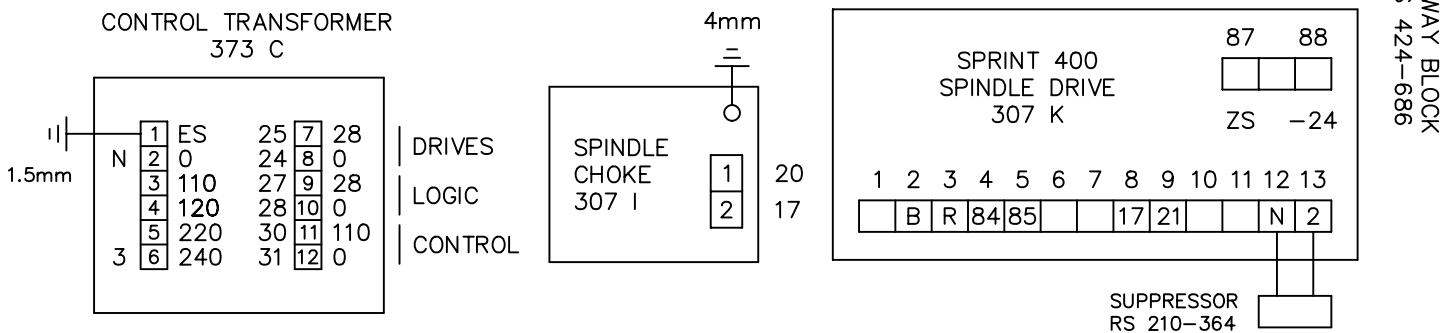 CONTROL TRANSFORMER
373 C
1.5mm
N
3
1 ES 25 7 28
2 0 24 8 0
3 110 27 9 28
4 120 28 10 0
5 220 30 11 110
6 240 31 12 0
DRIVES
LOGIC
CONTROL
4mm
SPINDLE
CHOKE
307 I
1 20
2 17
SPRINT 400
SPINDLE DRIVE
307 K
87 88
ZS -24
1 2 3 4 5 6 7 8 9 10 11 12 13
B R 84 85 17 21 N 2
SUPPRESSOR
RS 210-364
WAY BLOCK
424-686